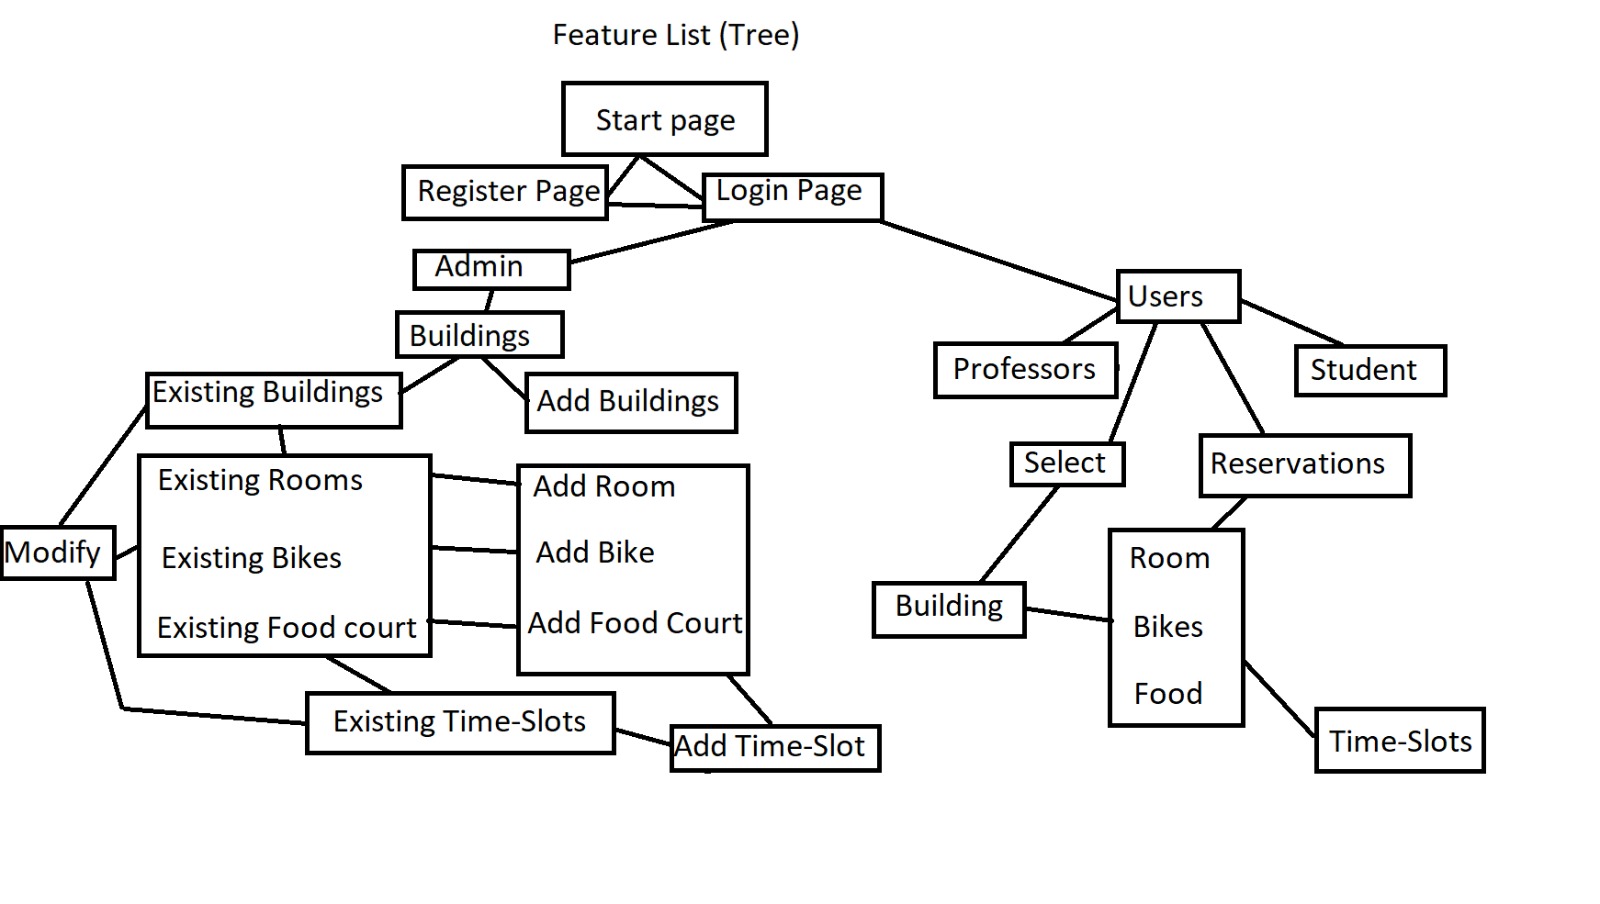 Feature List (Tree)
Start page
Register Page
Login Page
Admin
Users
Buildings
Professors
Student
Existing Buildings
Add Buildings
Select
Reservations
Existing Rooms
Add Room
Modify
Existing Bikes
Add Bike
Room
Existing Food court
Add Food Court
Building
Bikes
Food
Existing Time-Slots
Add Time-Slot
Time-Slots